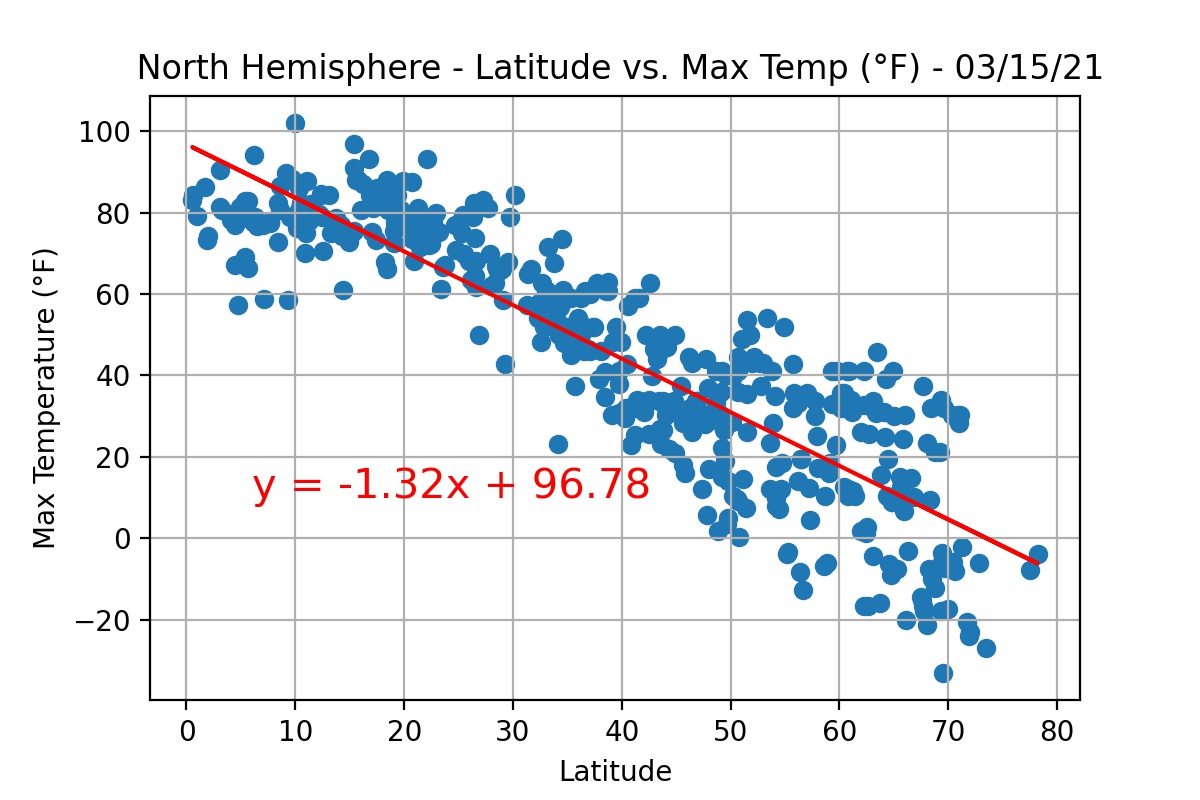 North Hemisphere - Latitude vs. Max Temp (°F) - 03/15/21
Max Temperature (°F)
100
80
60
40
20
0
−20
y = -1.32x + 96.78
0 10 20 30 40 50 60 70 80
Latitude